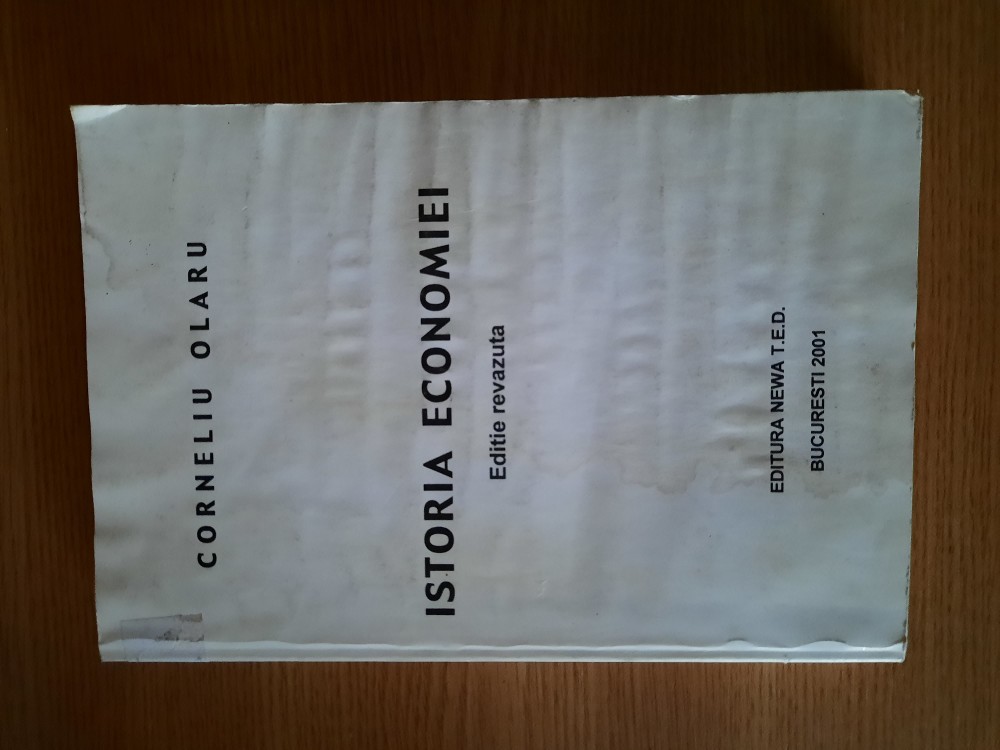 CORNELIU OLARU
ISTORIA ECONOMIEI
Editie revazuta
EDITURA NEWA T.E.D.
BUCURESTI 2001